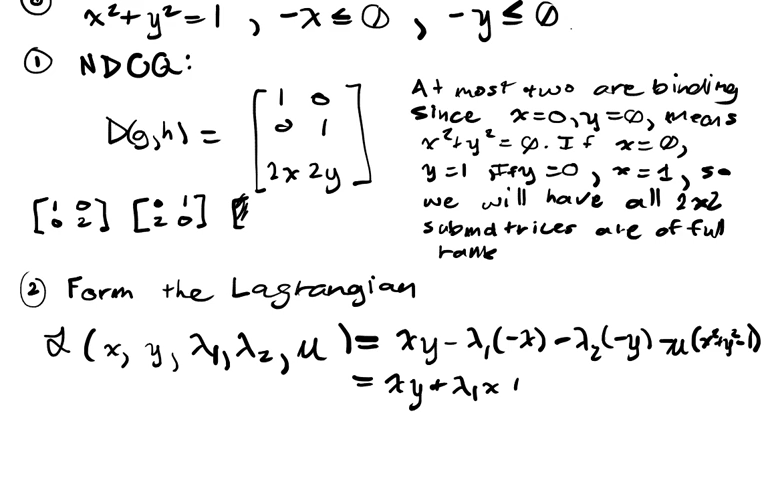 x²+y²=1 , -x≤0 , -y≤0
① NDCQ:
D(g,h) = [1 0
0 1
2x 2y]
At most two are binding
since x=0,y=0, means
x²+y²=0. If x=0,
y=1, If y=0, x=1, so
we will have all 2x2
submatrices are of full
rank
[1 0
0 2] [0 1
2 0]
② Form the Lagrangian
L(x, y, λ₁, λ₂, μ) = xy - λ₁(-x) - λ₂(-y) - μ(x²+y²-1)
= xy + λ₁x